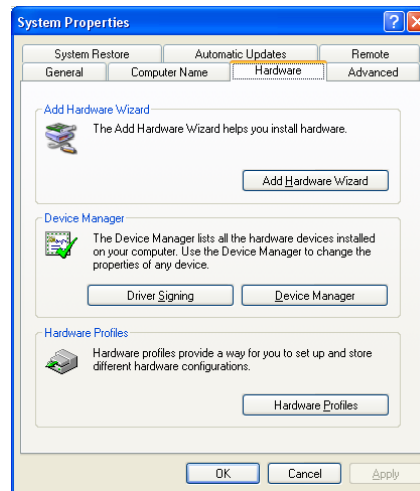 System Properties
System Restore Automatic Updates Remote
General Computer Name Hardware Advanced
Add Hardware Wizard
The Add Hardware Wizard helps you install hardware.
Add Hardware Wizard
Device Manager
The Device Manager lists all the hardware devices installed
on your computer. Use the Device Manager to change the
properties of any device.
Driver Signing Device Manager
Hardware Profiles
Hardware profiles provide a way for you to set up and store
different hardware configurations.
Hardware Profiles
OK Cancel Apply